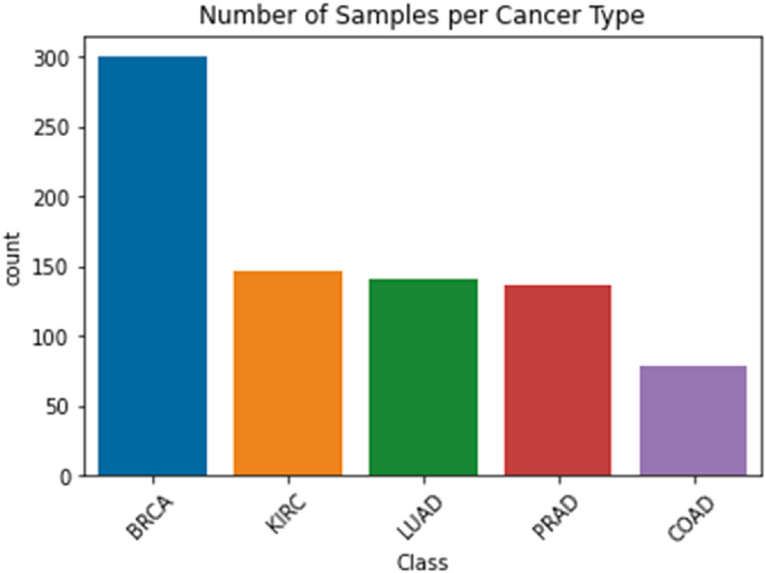 Number of Samples per Cancer Type
count
300
250
200
150
100
50
0
BRCA
KIRC
LUAD
PRAD
COAD
Class